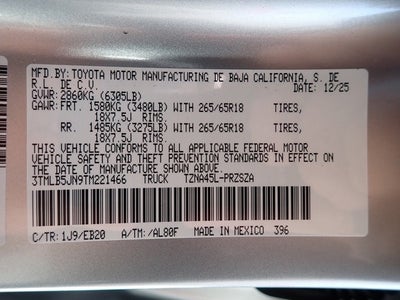 MFD.BY:TOYOTA MOTOR MANUFACTURING DE BAJA CALIFORNIA, S. DE
R.L. DE C.V. 12/25
GVWR:2860KG (6305LB)
GAWR:FRT. 1580KG (3480LB) WITH 265/65R18 TIRES,
18X7.5J RIMS.
RR. 1485KG (3275LB) WITH 265/65R18 TIRES,
18X7.5J RIMS.
THIS VEHICLE CONFORMS TO ALL APPLICABLE FEDERAL MOTOR
VEHICLE SAFETY AND THEFT PREVENTION STANDARDS IN EFFECT ON
THE DATE OF MANUFACTURE SHOWN ABOVE.
3TMLB5JN9TM221466 TRUCK TZNA45L-PRZSZA
C/TR:1J9/EB20 A/TM:/AL80F MADE IN MEXICO 396